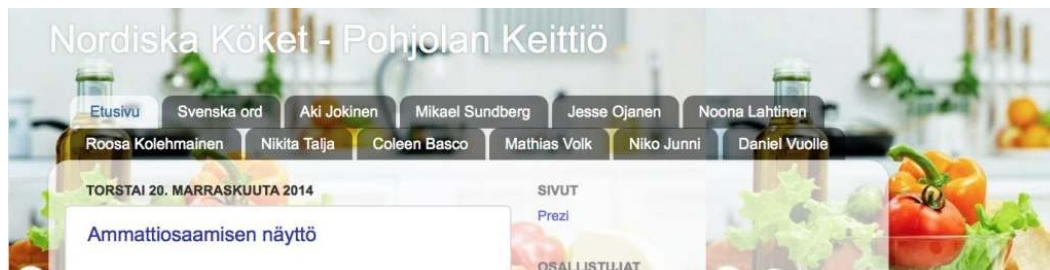 Nordiska Köket - Pohjolan Keittiö
Etusivu Svenska ord Aki Jokinen Mikael Sundberg Jesse Ojanen Noona Lahtinen
Roosa Kolehmainen Nikita Talja Coleen Basco Mathias Volk Niko Junni Daniel Vuolle
TORSTAI 20. MARRASKUUTA 2014
Ammattiosaamisen näyttö
SIVUT
Prezi
OSALLISTUJAT